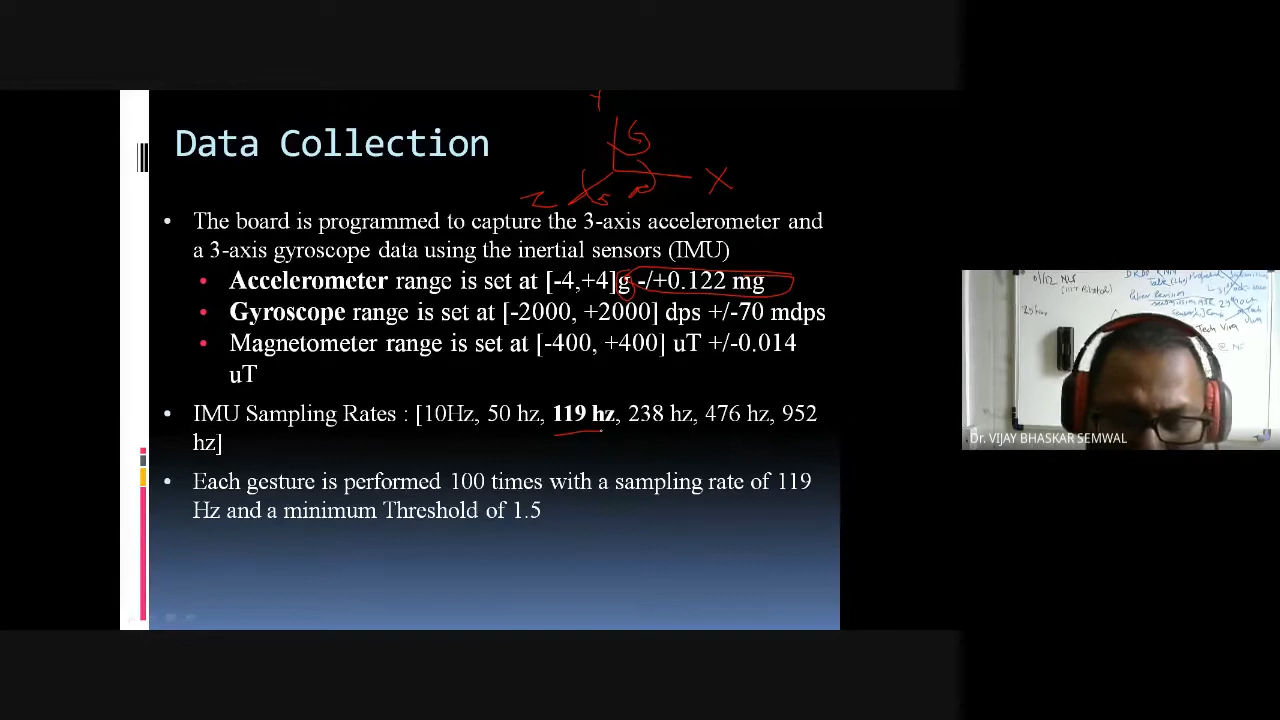 Y
Data Collection
X
Z
• The board is programmed to capture the 3-axis accelerometer and
a 3-axis gyroscope data using the inertial sensors (IMU)
• Accelerometer range is set at [-4,+4]g -/+0.122 mg
• Gyroscope range is set at [-2000, +2000] dps +/-70 mdps
• Magnetometer range is set at [-400, +400] uT +/-0.014
uT
• IMU Sampling Rates : [10Hz, 50 hz, 119 hz, 238 hz, 476 hz, 952
hz]
• Each gesture is performed 100 times with a sampling rate of 119
Hz and a minimum Threshold of 1.5
01/12
Tech Viva
Dr. VIJAY BHASKAR SEMWAL